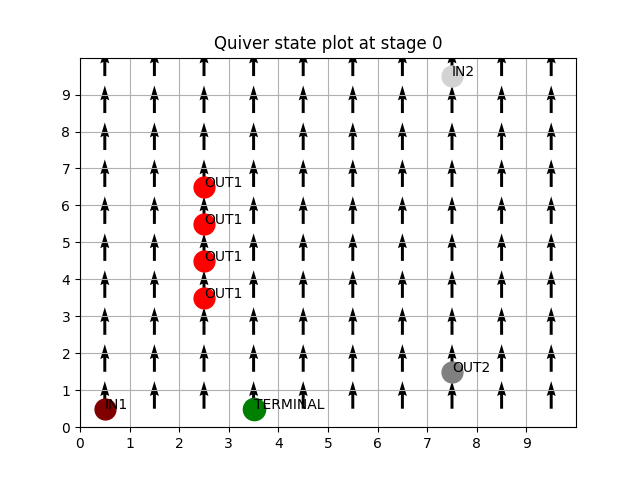 Quiver state plot at stage 0
IN2
9
8
7
OUT1
6
OUT1
5
OUT1
4
OUT1
3
2
OUT2
1
IN1
TERMINAL
0
0 1 2 3 4 5 6 7 8 9